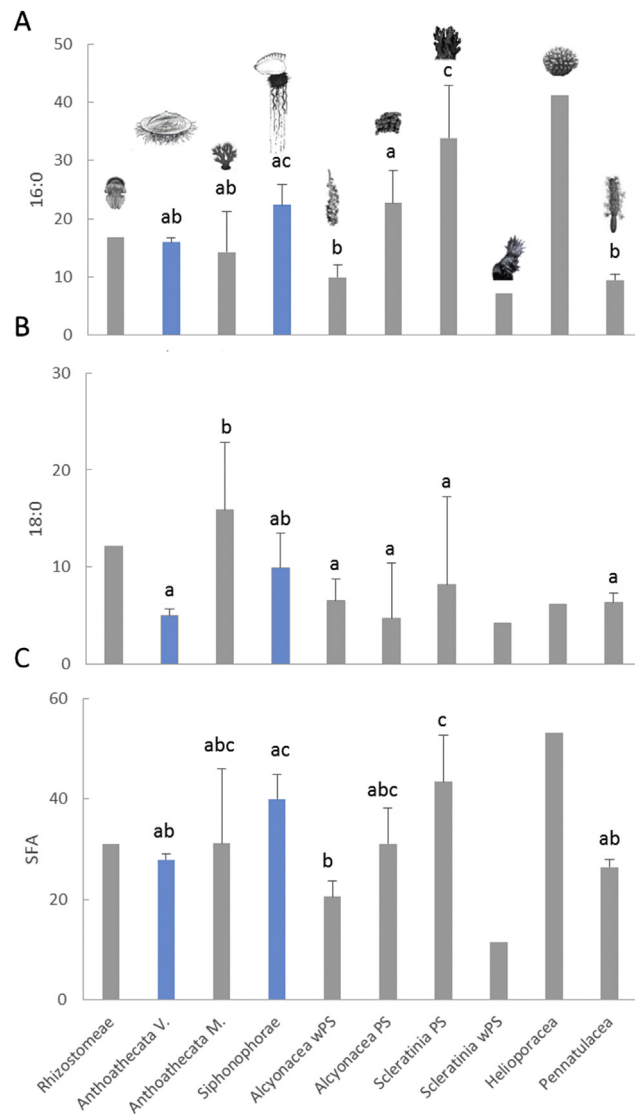 A
50
40
30
20
10
0
16:0
ab
ab
ac
b
a
c
b
B
30
20
10
0
18:0
a
b
ab
a
a
a
a
C
60
40
20
0
SFA
ab
abc
ac
b
abc
c
ab
Rhizostomeae
Anthoathecata V.
Anthoathecata M.
Siphonophorae
Alcyonacea wPS
Alcyonacea PS
Scleratinia PS
Scleratinia wPS
Helioporacea
Pennatulacea